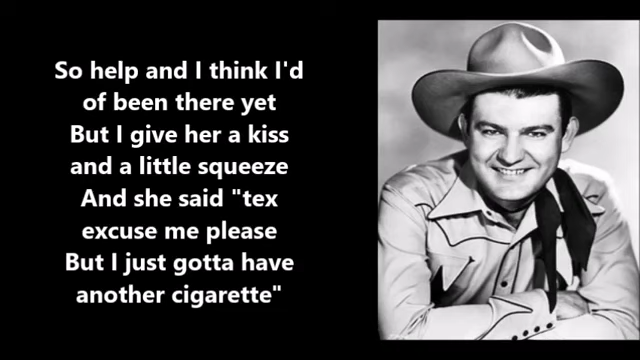 So help and I think I'd
of been there yet
But I give her a kiss
and a little squeeze
And she said "tex
excuse me please
But I just gotta have
another cigarette"